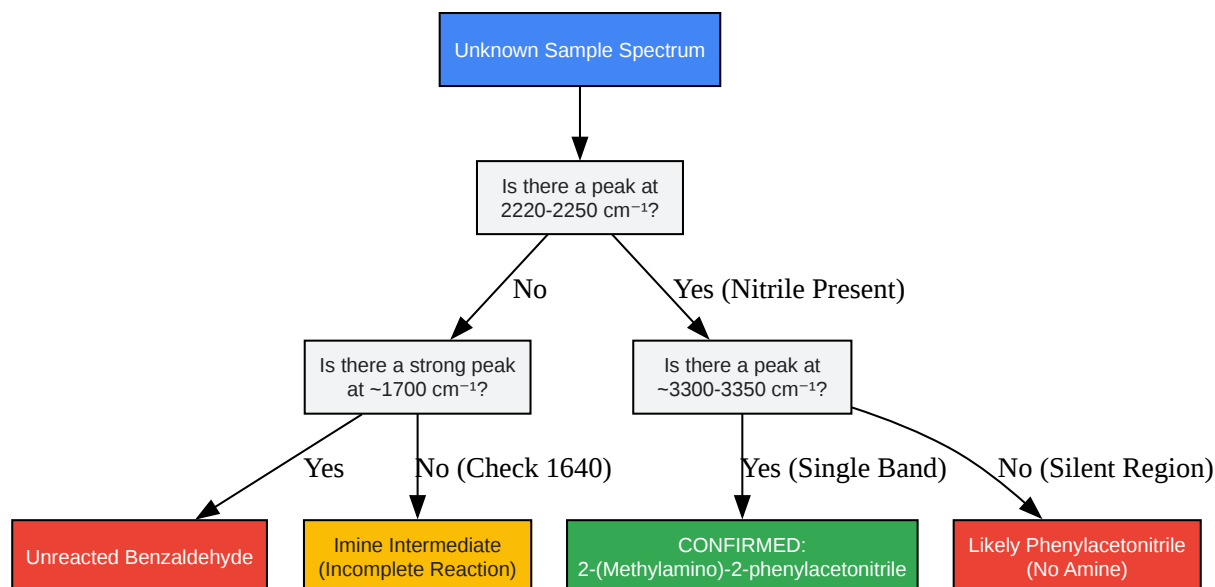 Unknown Sample Spectrum
Is there a peak at
2220-2250 cm⁻¹?
No
Yes (Nitrile Present)
Is there a strong peak
at ~1700 cm⁻¹?
Is there a peak at
~3300-3350 cm⁻¹?
Yes
No (Check 1640)
Yes (Single Band)
No (Silent Region)
Unreacted Benzaldehyde
Imine Intermediate
(Incomplete Reaction)
CONFIRMED:
2-(Methylamino)-2-phenylacetonitrile
Likely Phenylacetonitrile
(No Amine)